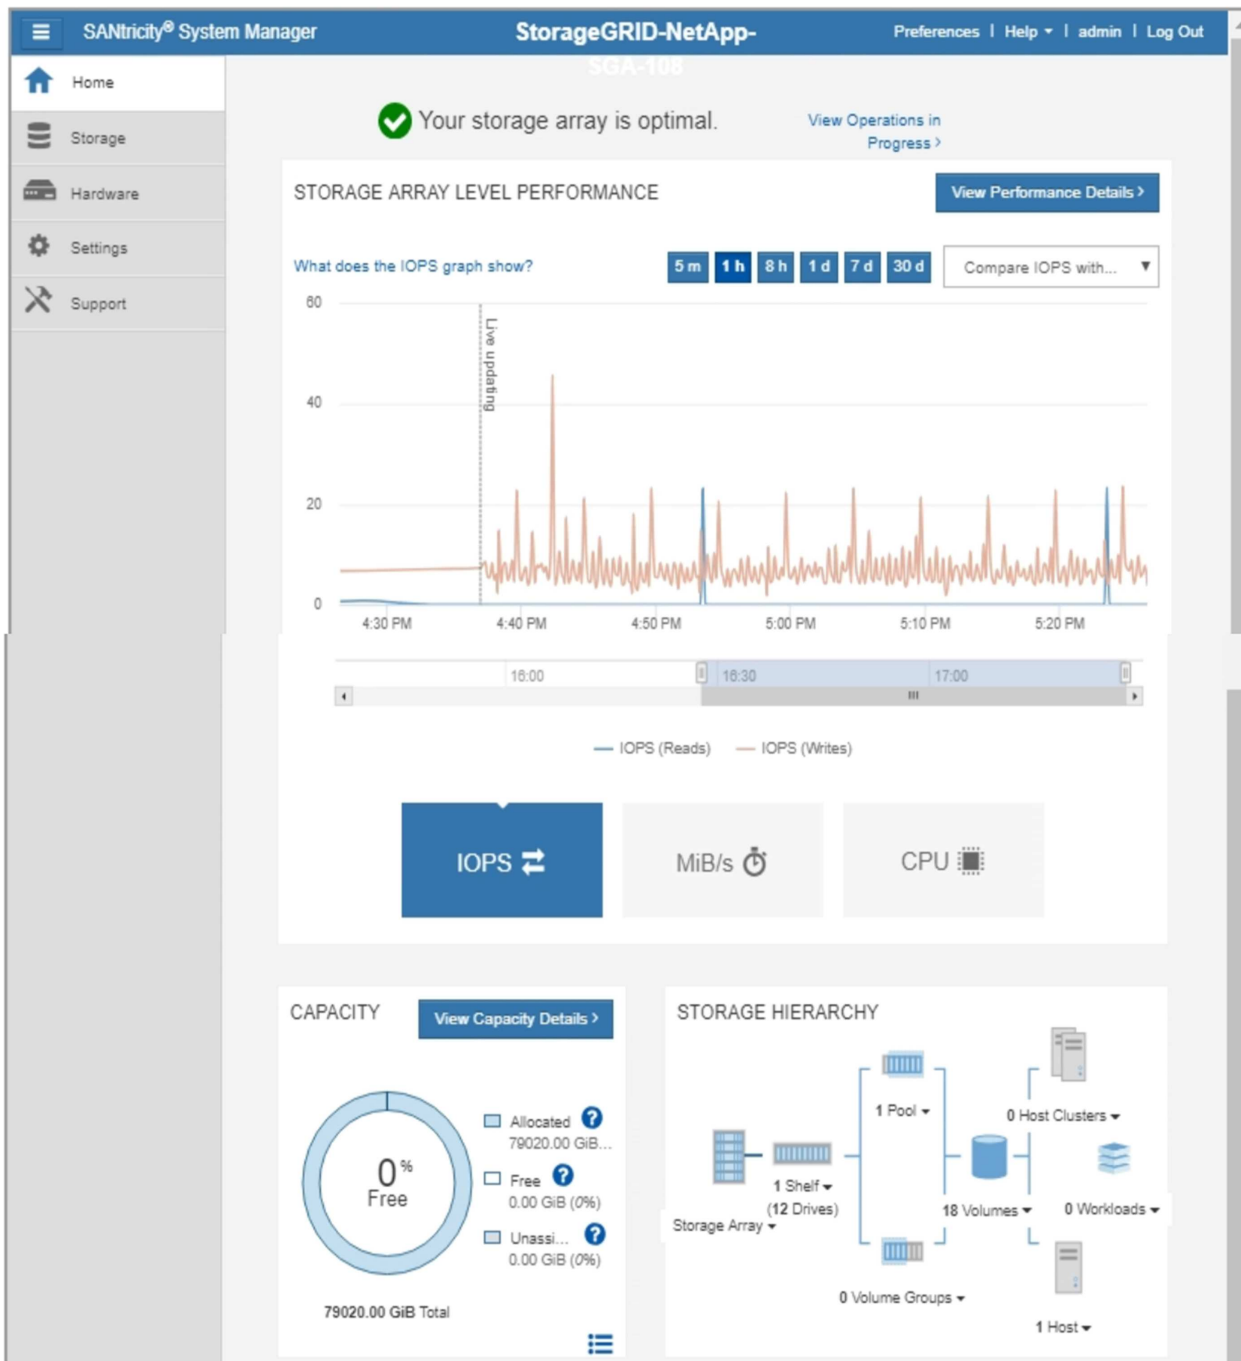 SANtricity® System Manager
StorageGRID-NetApp-
SGA-108
Preferences | Help | admin | Log Out
Home
Storage
Hardware
Settings
Support
Your storage array is optimal.
View Operations in
Progress >
STORAGE ARRAY LEVEL PERFORMANCE
View Performance Details >
What does the IOPS graph show?
5 m 1 h 8 h 1 d 7 d 30 d
Compare IOPS with...
60
40
20
0
Live updating
4:30 PM 4:40 PM 4:50 PM 5:00 PM 5:10 PM 5:20 PM
16:00 16:30 17:00
IOPS (Reads) IOPS (Writes)
IOPS
MiB/s
CPU
CAPACITY
View Capacity Details >
0%
Free
Allocated
79020.00 GiB...
Free
0.00 GiB (0%)
Unassi...
0.00 GiB (0%)
79020.00 GiB Total
STORAGE HIERARCHY
Storage Array
1 Shelf
(12 Drives)
1 Pool
0 Volume Groups
18 Volumes
0 Host Clusters
0 Workloads
1 Host